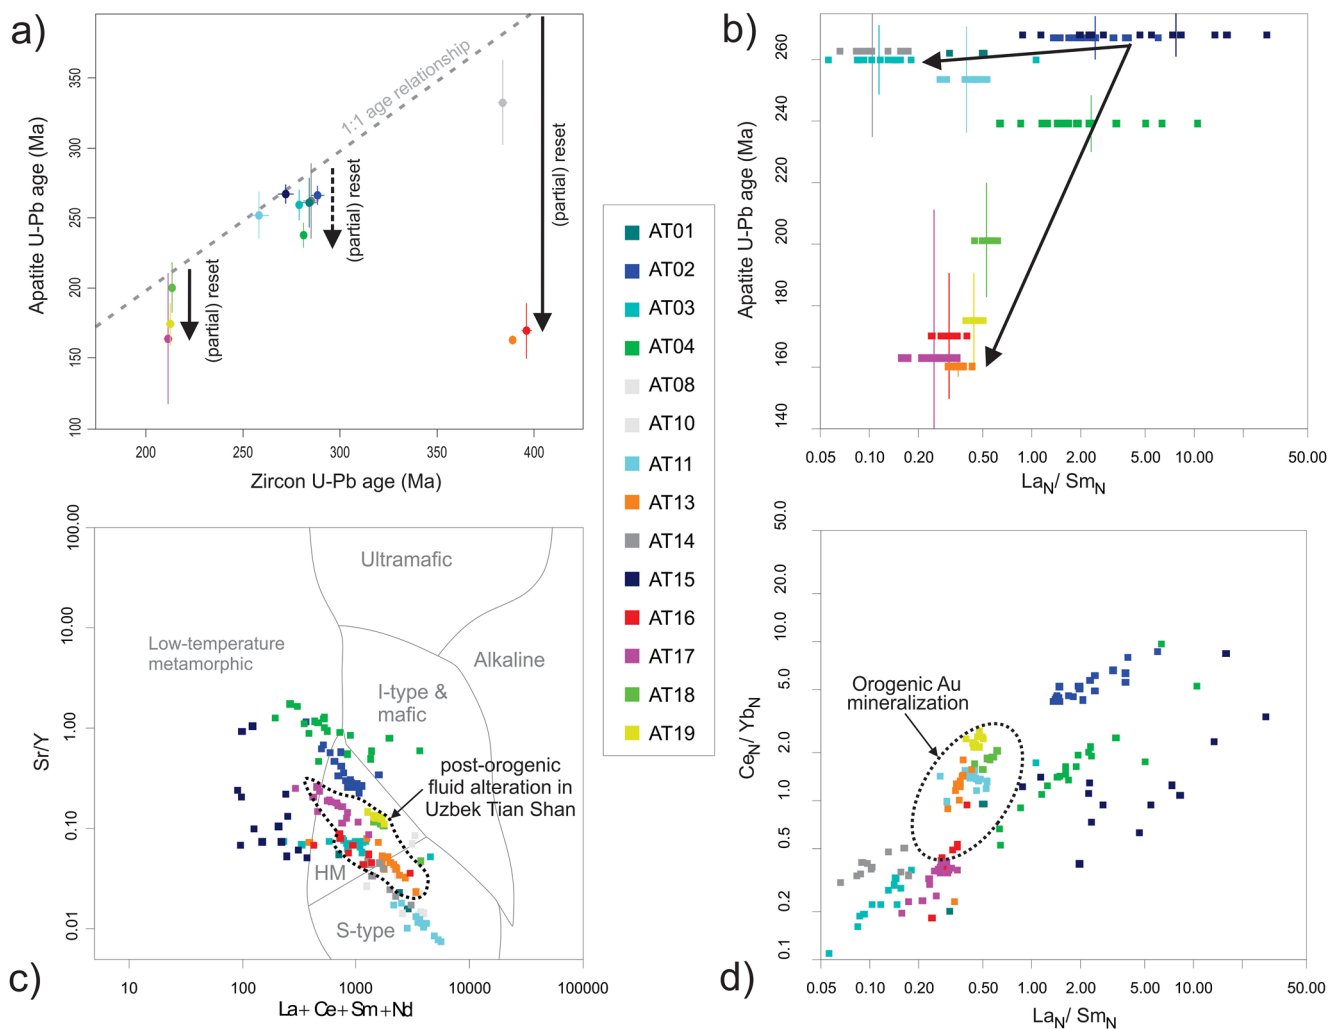 a)
Apatite U-Pb age (Ma)
350
300
250
200
150
100
1:1 age relationship
(partial) reset
(partial) reset
(partial) reset
200
250
300
350
400
Zircon U-Pb age (Ma)
b)
Apatite U-Pb age (Ma)
260
240
220
200
180
160
140
0.05
0.10
0.20
0.50
1.00
2.00
5.00
10.00
50.00
LaN/ SmN
AT01
AT02
AT03
AT04
AT08
AT10
AT11
AT13
AT14
AT15
AT16
AT17
AT18
AT19
c)
Sr/Y
100.00
10.00
1.00
0.10
0.01
Ultramafic
Low-temperature
metamorphic
Alkaline
I-type &
mafic
post-orogenic
fluid alteration in
Uzbek Tian Shan
HM
S-type
10
100
1000
10000
100000
La+ Ce+Sm+Nd
d)
CeN/ YbN
50.0
20.0
10.0
5.0
2.0
1.0
0.5
0.2
0.1
Orogenic Au
mineralization
0.05
0.10
0.20
0.50
1.00
2.00
5.00
10.00
50.00
LaN/ SmN